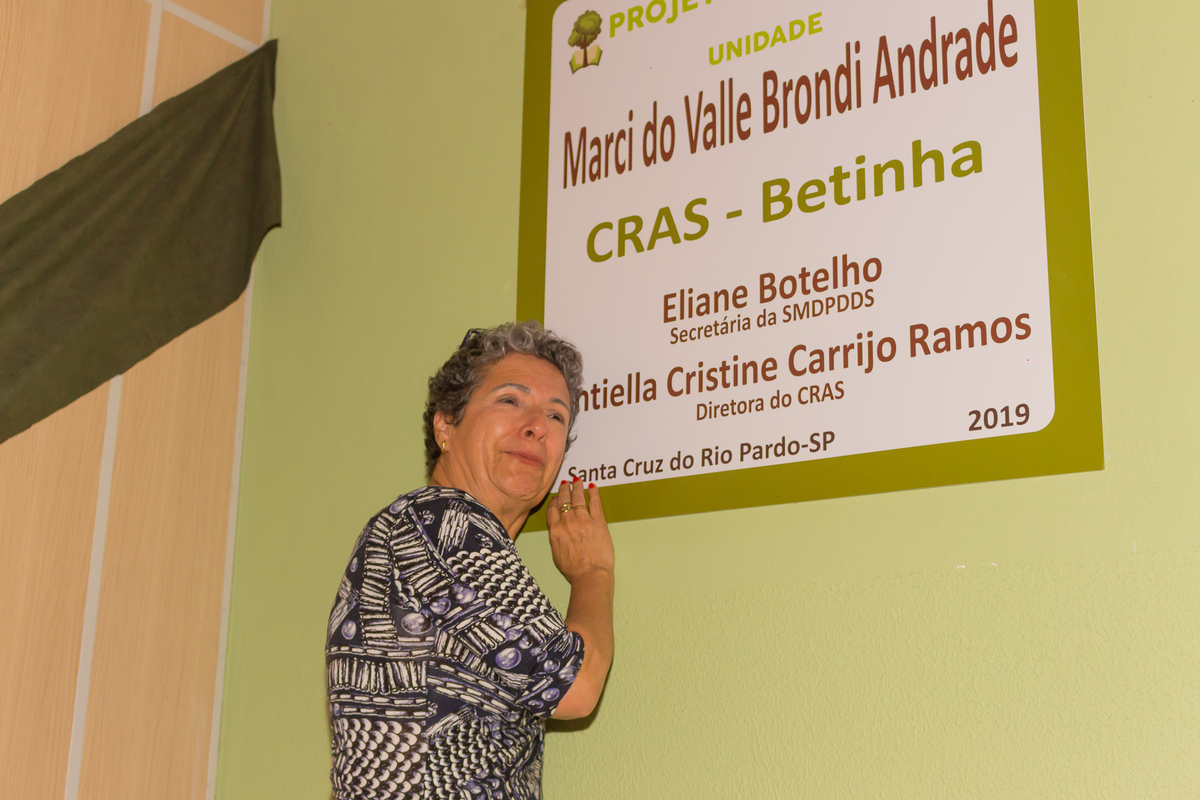 UNIDADE
Marci do Valle Brondi Andrade
CRAS - Betinha
Eliane Botelho
Secretária da SMDPDDS
Cristine Carrijo Ramos
Diretora do CRAS
2019
Santa Cruz do Rio Pardo-SP